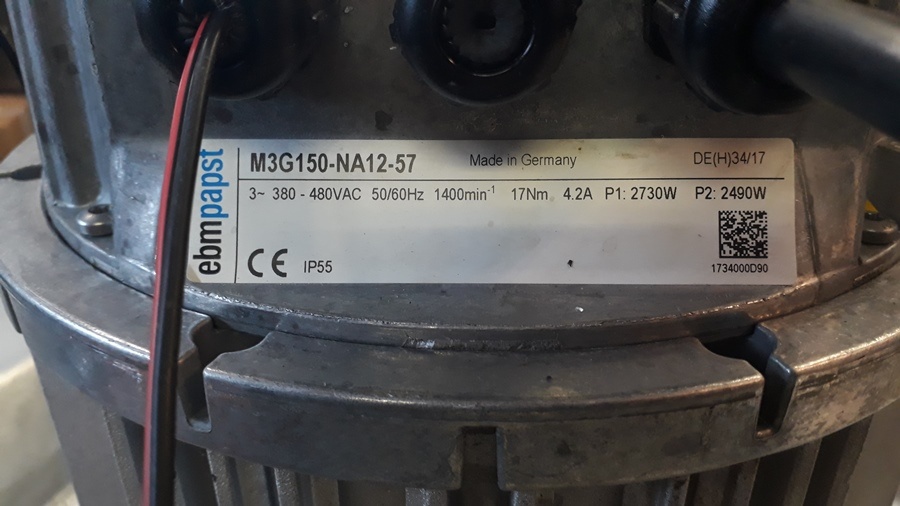 ebmpapst
M3G150-NA12-57 Made in Germany DE(H)34/17
3~ 380 - 480VAC 50/60Hz 1400min⁻¹ 17Nm 4.2A P1: 2730W P2: 2490W
CE IP55
1734000D90